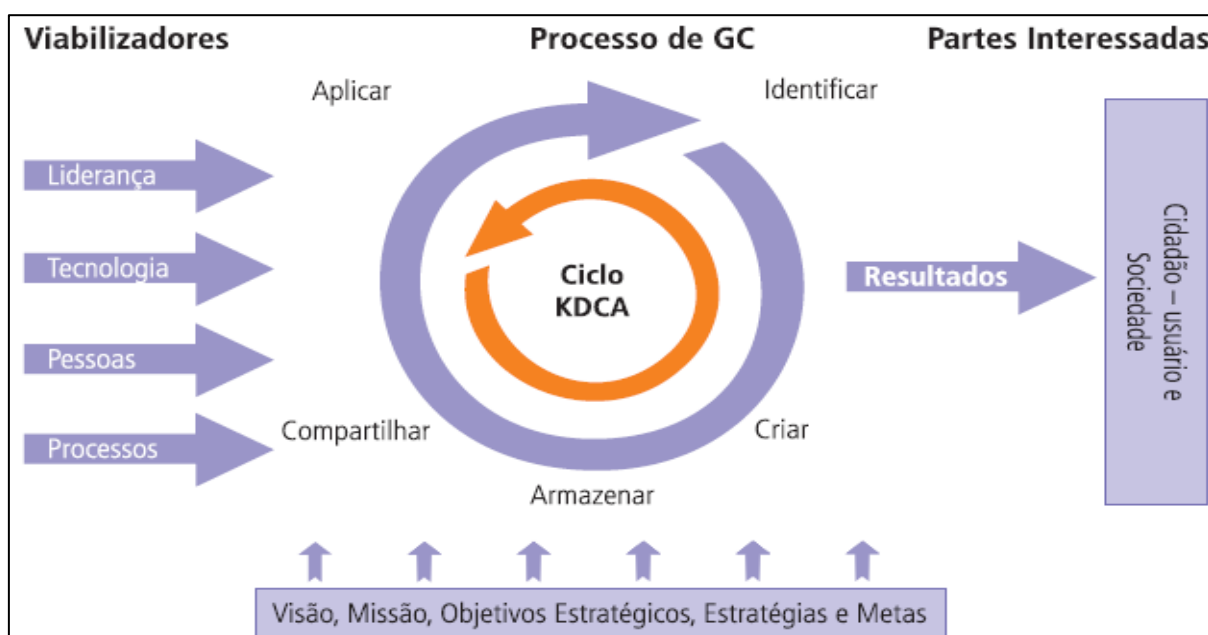 Viabilizadores
Processo de GC
Partes Interessadas
Aplicar
Identificar
Liderança
Tecnologia
Pessoas
Processos
Ciclo
KDCA
Compartilhar
Criar
Armazenar
Resultados
Cidadão – usuário e
Sociedade
Visão, Missão, Objetivos Estratégicos, Estratégias e Metas